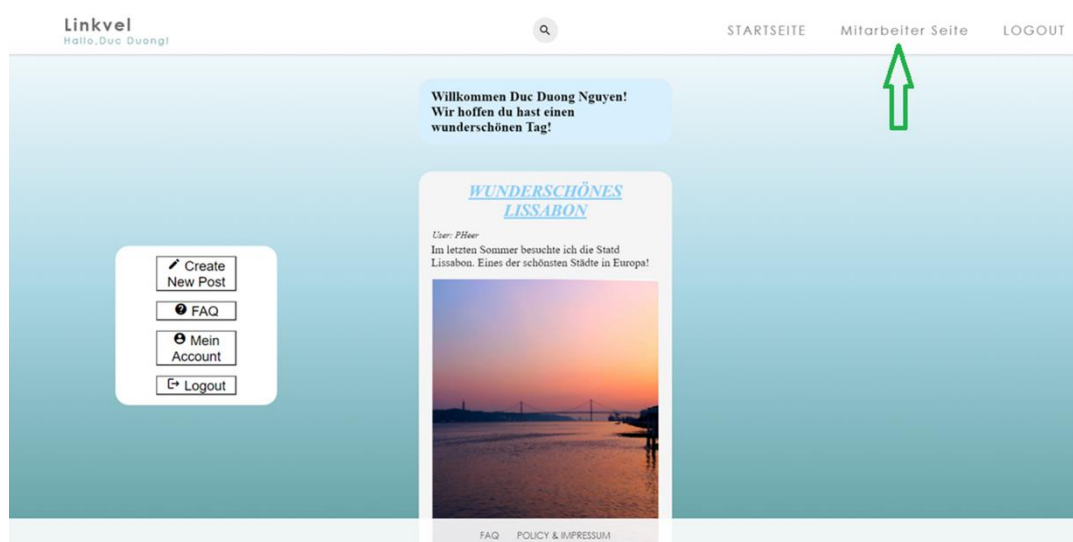 Linkvel
Hallo,Duc Duong!
STARTSEITE
Mitarbeiter Seite
LOGOUT
Willkommen Duc Duong Nguyen!
Wir hoffen du hast einen
wunderschönen Tag!
WUNDERSCHÖNES
LISSABON
User: PHeer
Im letzten Sommer besuchte ich die Statd
Lissabon. Eines der schönsten Städte in Europa!
Create
New Post
FAQ
Mein
Account
Logout
FAQ
POLICY & IMPRESSUM